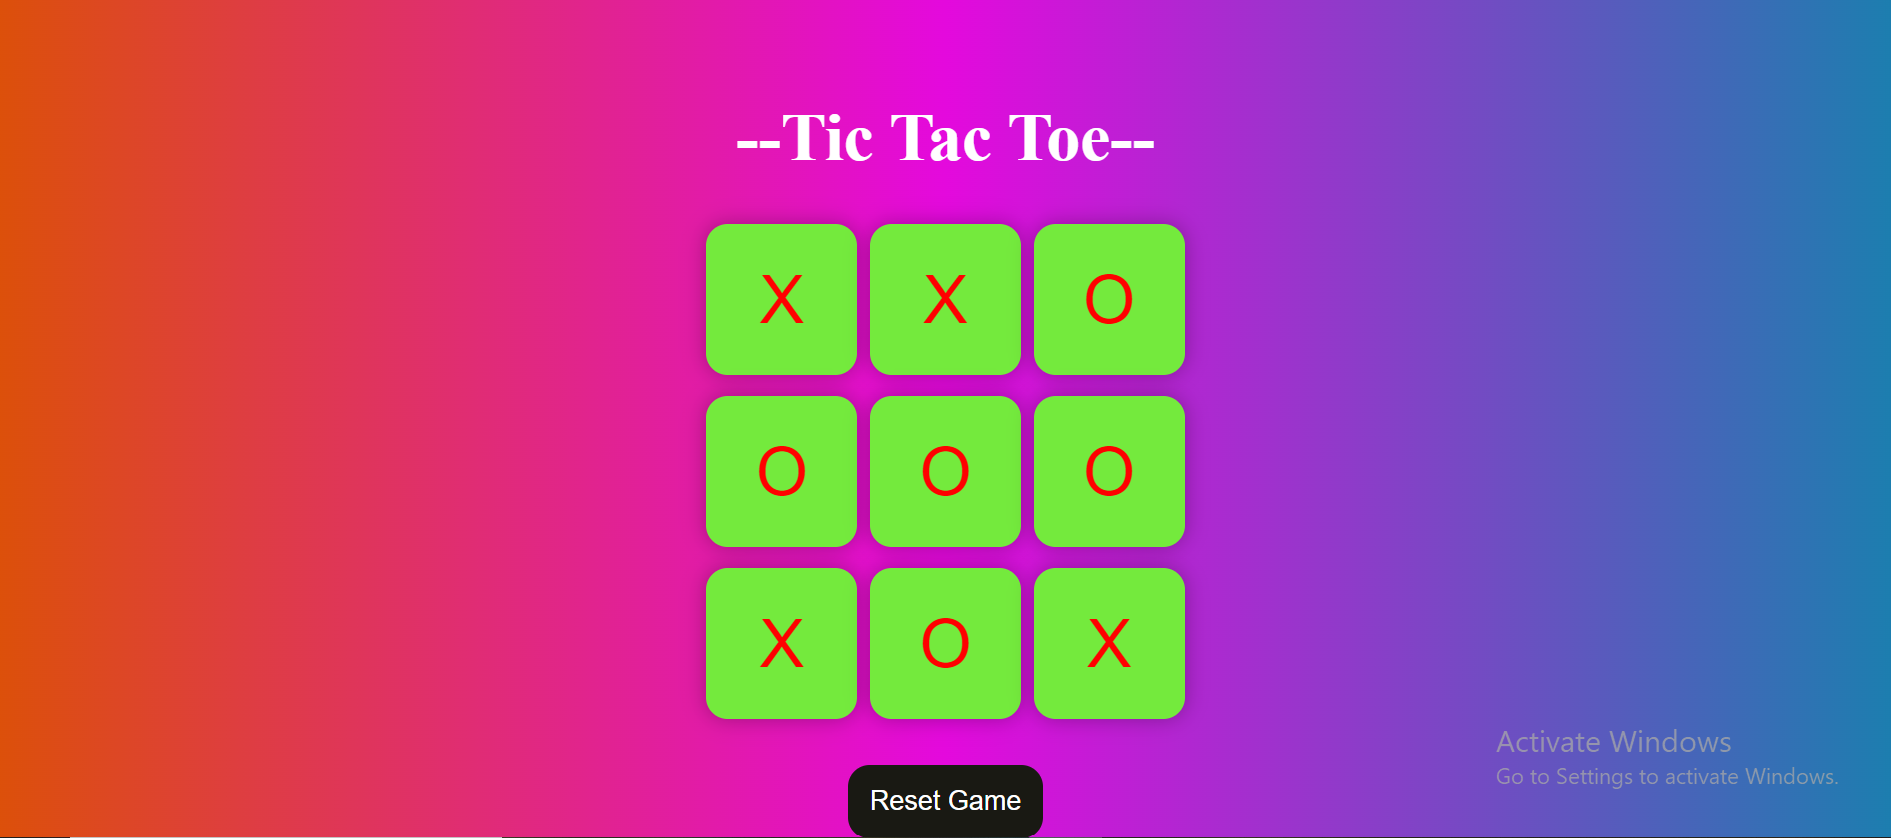 --Tic Tac Toe--
X X O
O O O
X O X
Reset Game
Activate Windows
Go to Settings to activate Windows.